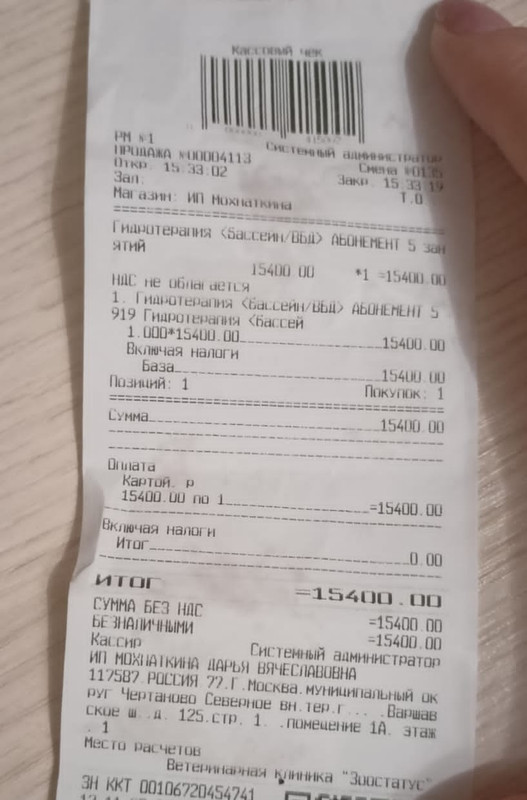 Кассовый чек
РМ №1 Системный администратор
ПРОДАЖА №00004113 Смена №0135
Откр. 15:33:02 Закр. 15:33:19
Зал: Т.0
Магазин: ИП Мохнаткина
Гидротерапия <Бассейн/ВБД> АБОНЕМЕНТ 5 зан
ятий
15400.00 *1 =15400.00
НДС не облагается
1. Гидротерапия <Бассейн/ВБД> АБОНЕМЕНТ 5
919 Гидротерапия <Бассей
1.000*15400.00 15400.00
Включая налоги
База 15400.00
Позиций: 1 Покупок: 1
Сумма 15400.00
Оплата
Картой. р
15400.00 по 1 =15400.00
Включая налоги
Итог 0.00
ИТОГ =15400.00
СУММА БЕЗ НДС =15400.00
БЕЗНАЛИЧНЫМИ =15400.00
Кассир Системный администратор
ИП МОХНАТКИНА ДАРЬЯ ВЯЧЕСЛАВОВНА
117587.РОССИЯ.77.Г.Москва.муниципальный ок
руг Чертаново Северное вн.тер.г... .Варшав
ское ш..д. 125.стр. 1. .помещение 1А. этаж
. 1
Место расчетов
Ветеринарная клиника "Зоостатус"
ЗН ККТ 00106720454741